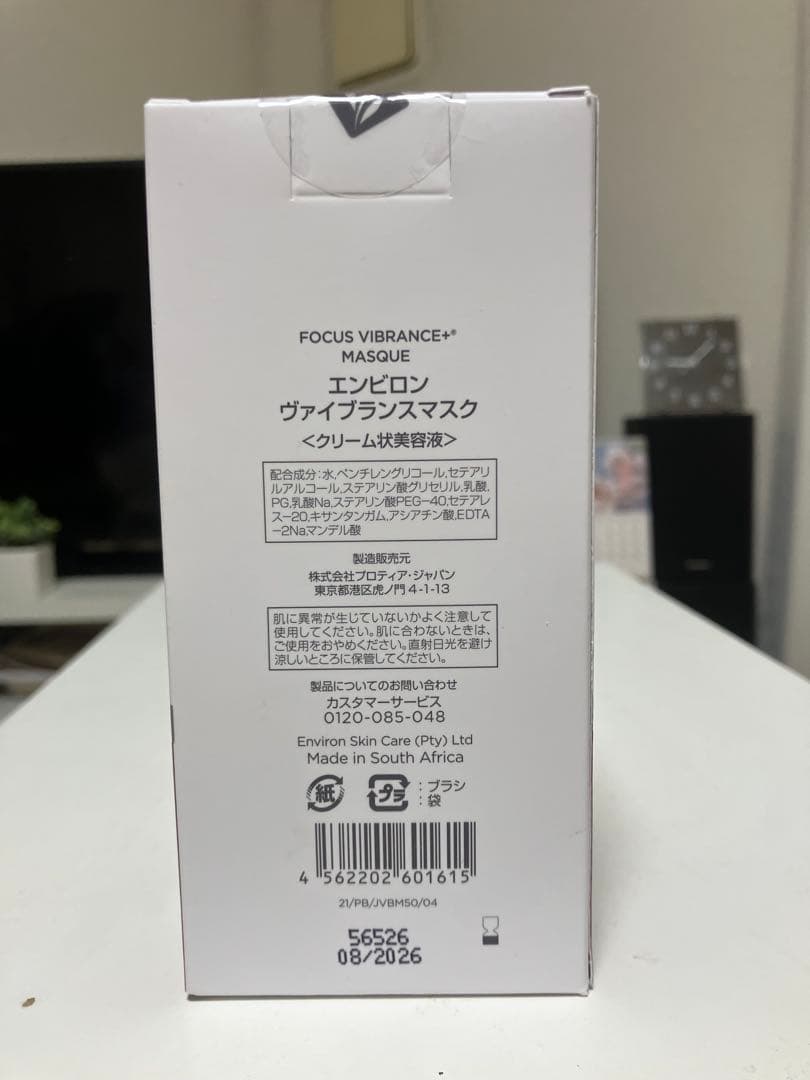 FOCUS VIBRANCE+®
MASQUE
エンビロン
ヴァイブランスマスク
<クリーム状美容液>
配合成分:水,ペンチレングリコール,セテアリ
ルアルコール,ステアリン酸グリセリル,乳酸,
PG,乳酸Na,ステアリン酸PEG-40,セテアレ
ス-20,キサンタンガム,アシアチン酸,EDTA
-2Na,マンデル酸
製造販売元
株式会社プロティア・ジャパン
東京都港区虎ノ門4-1-13
肌に異常が生じていないかよく注意して
使用してください。肌に合わないときは、
ご使用をおやめください。直射日光を避け
涼しいところに保管してください。
製品についてのお問い合わせ
カスタマーサービス
0120-085-048
Environ Skin Care (Pty) Ltd
Made in South Africa
紙 プラ :ブラシ
:袋
4 562202 601615
21/PB/JVBM50/04
56526
08/2026